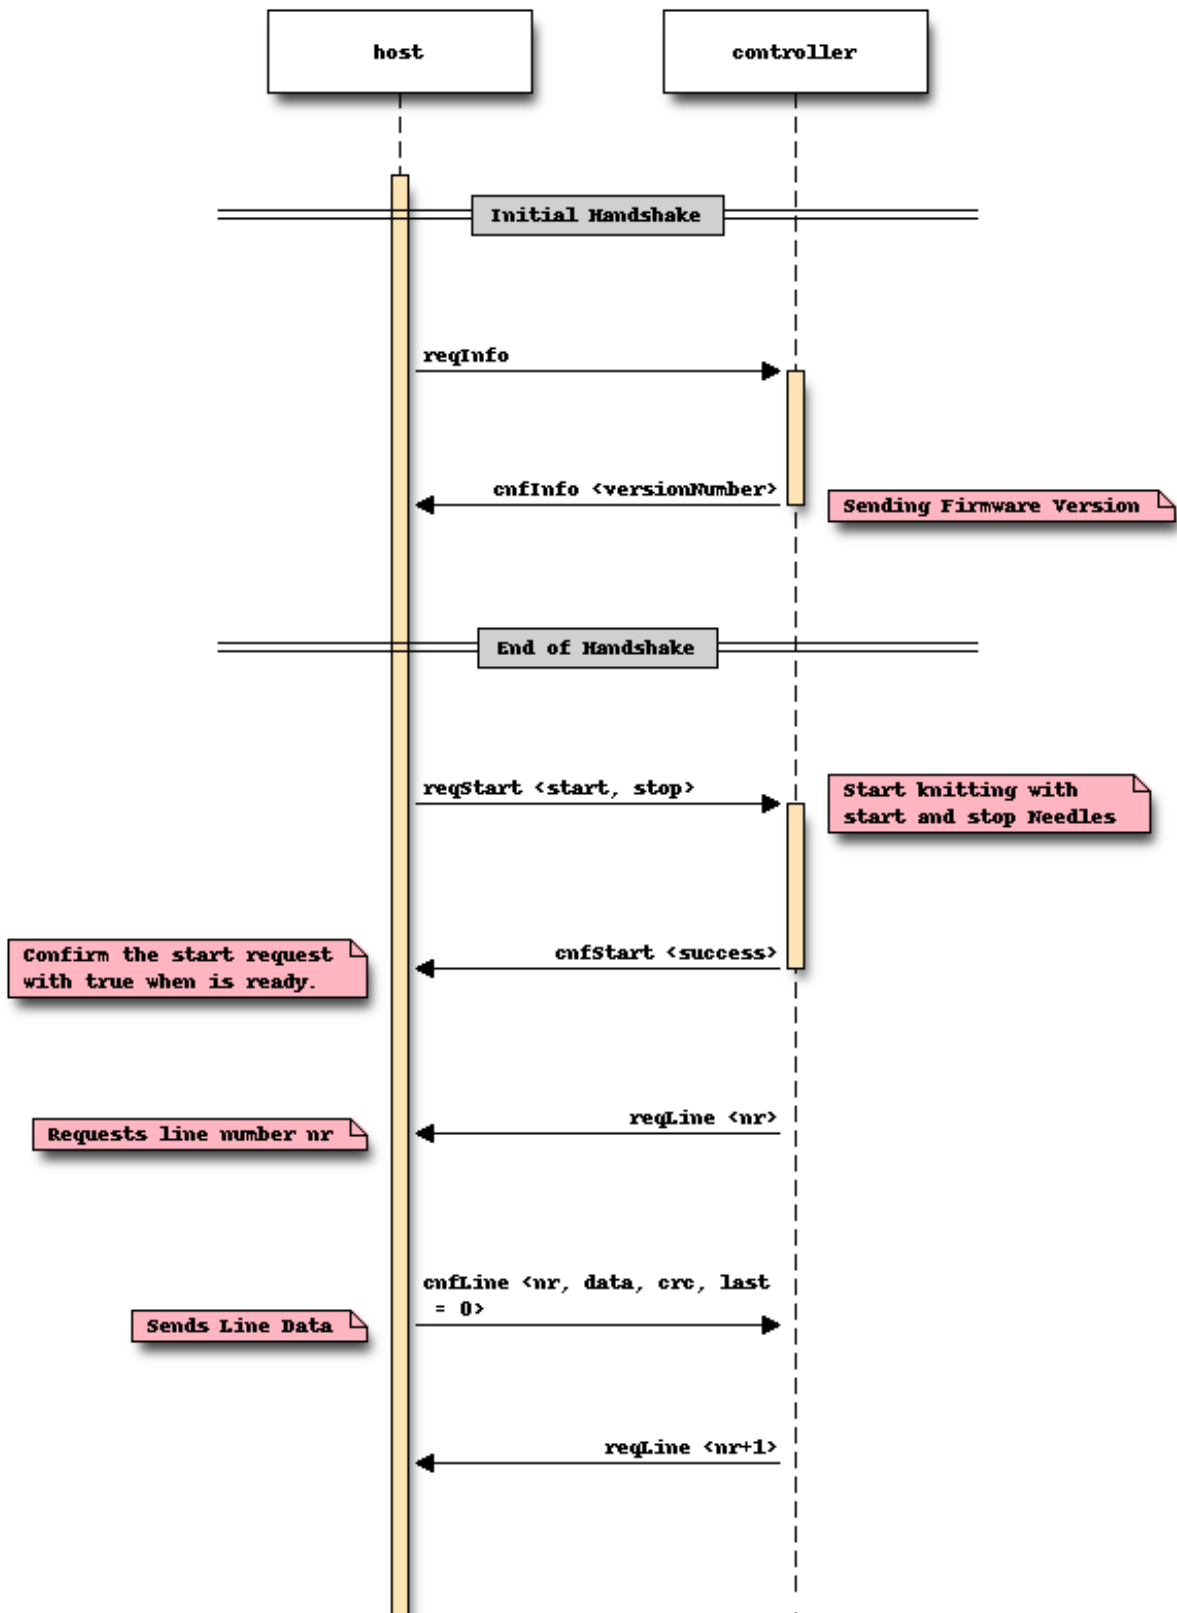 host
controller
Initial Handshake
reqInfo
cnfInfo <versionNumber>
Sending Firmware Version
End of Handshake
reqStart <start, stop>
Start knitting with
start and stop Needles
cnfStart <success>
Confirm the start request
with true when is ready.
reqLine <nr>
Requests line number nr
cnfLine <nr, data, crc, last
= 0>
Sends Line Data
reqLine <nr+1>